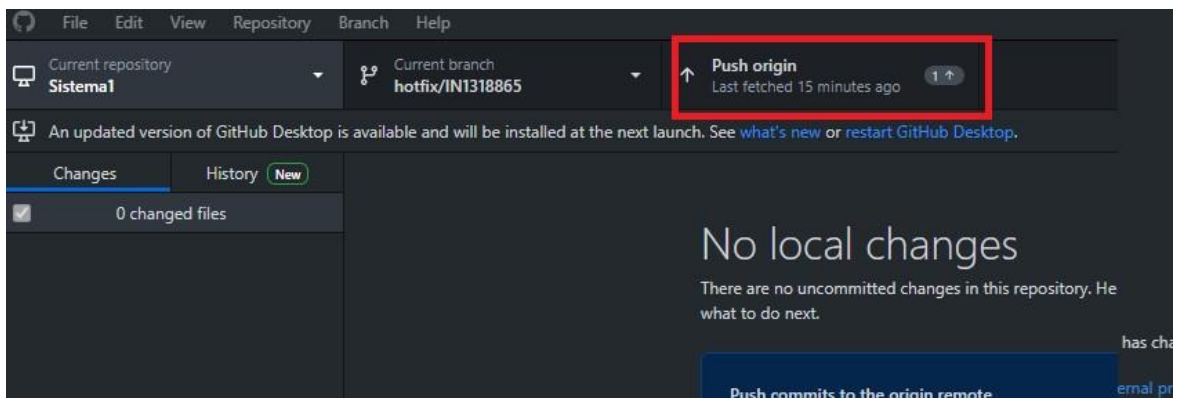 File Edit View Repository Branch Help
Current repository
Sistema1
Current branch
hotfix/IN1318865
Push origin
Last fetched 15 minutes ago
1
An updated version of GitHub Desktop is available and will be installed at the next launch. See what's new or restart GitHub Desktop.
Changes History New
0 changed files
No local changes
There are no uncommitted changes in this repository. He
what to do next.
has cha
Push commits to the origin remote
ernal pr